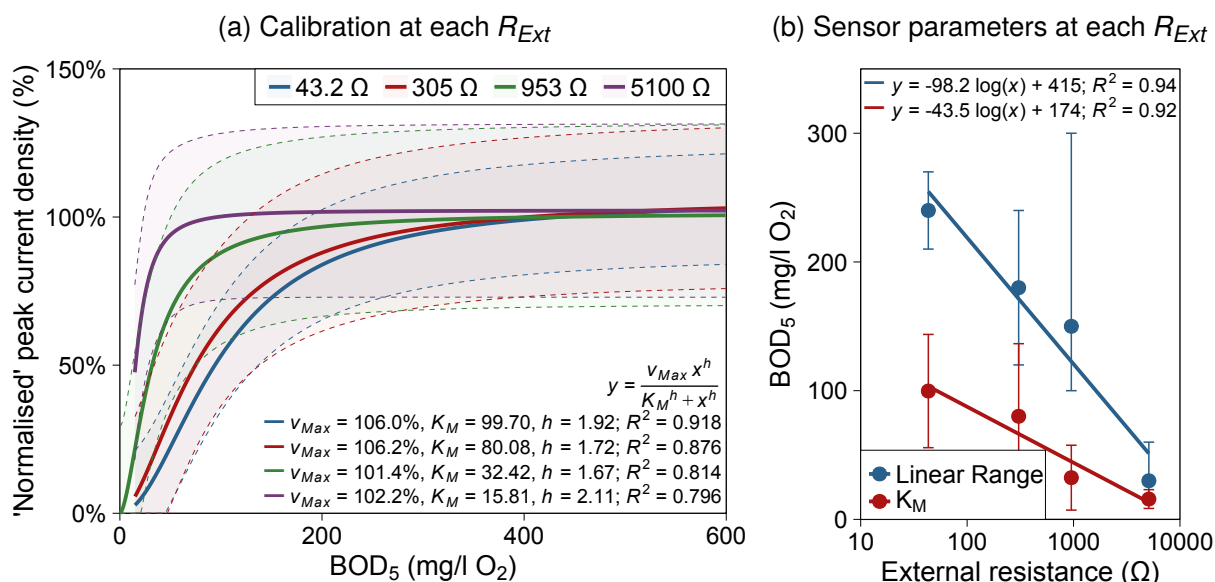 (a) Calibration at each R_Ext
150%
100%
50%
0%
'Normalised' peak current density (%)
43.2 Ω 305 Ω 953 Ω 5100 Ω
y = v_Max x^h / K_M^h + x^h
v_Max = 106.0%, K_M = 99.70, h = 1.92; R² = 0.918
v_Max = 106.2%, K_M = 80.08, h = 1.72; R² = 0.876
v_Max = 101.4%, K_M = 32.42, h = 1.67; R² = 0.814
v_Max = 102.2%, K_M = 15.81, h = 2.11; R² = 0.796
0 200 400 600
BOD₅ (mg/l O₂)
(b) Sensor parameters at each R_Ext
y = -98.2 log(x) + 415; R² = 0.94
y = -43.5 log(x) + 174; R² = 0.92
300
200
100
0
BOD₅ (mg/l O₂)
Linear Range
K_M
10 100 1000 10000
External resistance (Ω)